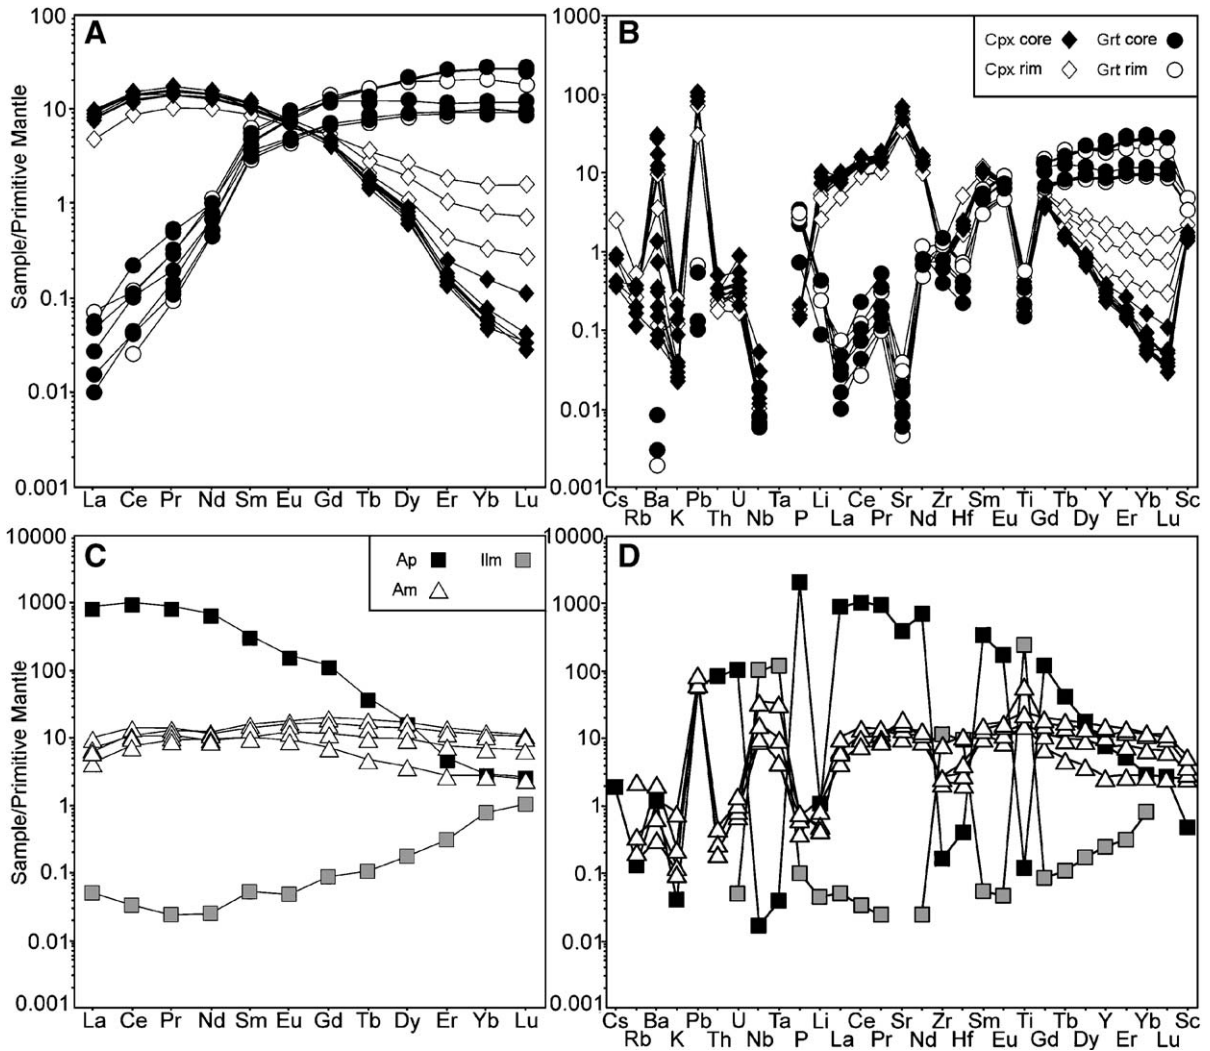 A
B
100
10
1
0.1
0.01
0.001
Sample/Primitive Mantle
La Ce Pr Nd Sm Eu Gd Tb Dy Er Yb Lu
1000
100
10
1
0.1
0.01
0.001
Cpx core Grt core
Cpx rim Grt rim
Cs Ba Pb U Ta Li Ce Sr Zr Sm Ti Tb Y Yb Sc
Rb K Th Nb P La Pr Nd Hf Eu Gd Dy Er Lu
C
D
10000
1000
100
10
1
0.1
0.01
0.001
Sample/Primitive Mantle
Ap Ilm
Am
La Ce Pr Nd Sm Eu Gd Tb Dy Er Yb Lu
10000
1000
100
10
1
0.1
0.01
0.001
Cs Ba Pb U Ta Li Ce Sr Zr Sm Ti Tb Y Yb Sc
Rb K Th Nb P La Pr Nd Hf Eu Gd Dy Er Lu